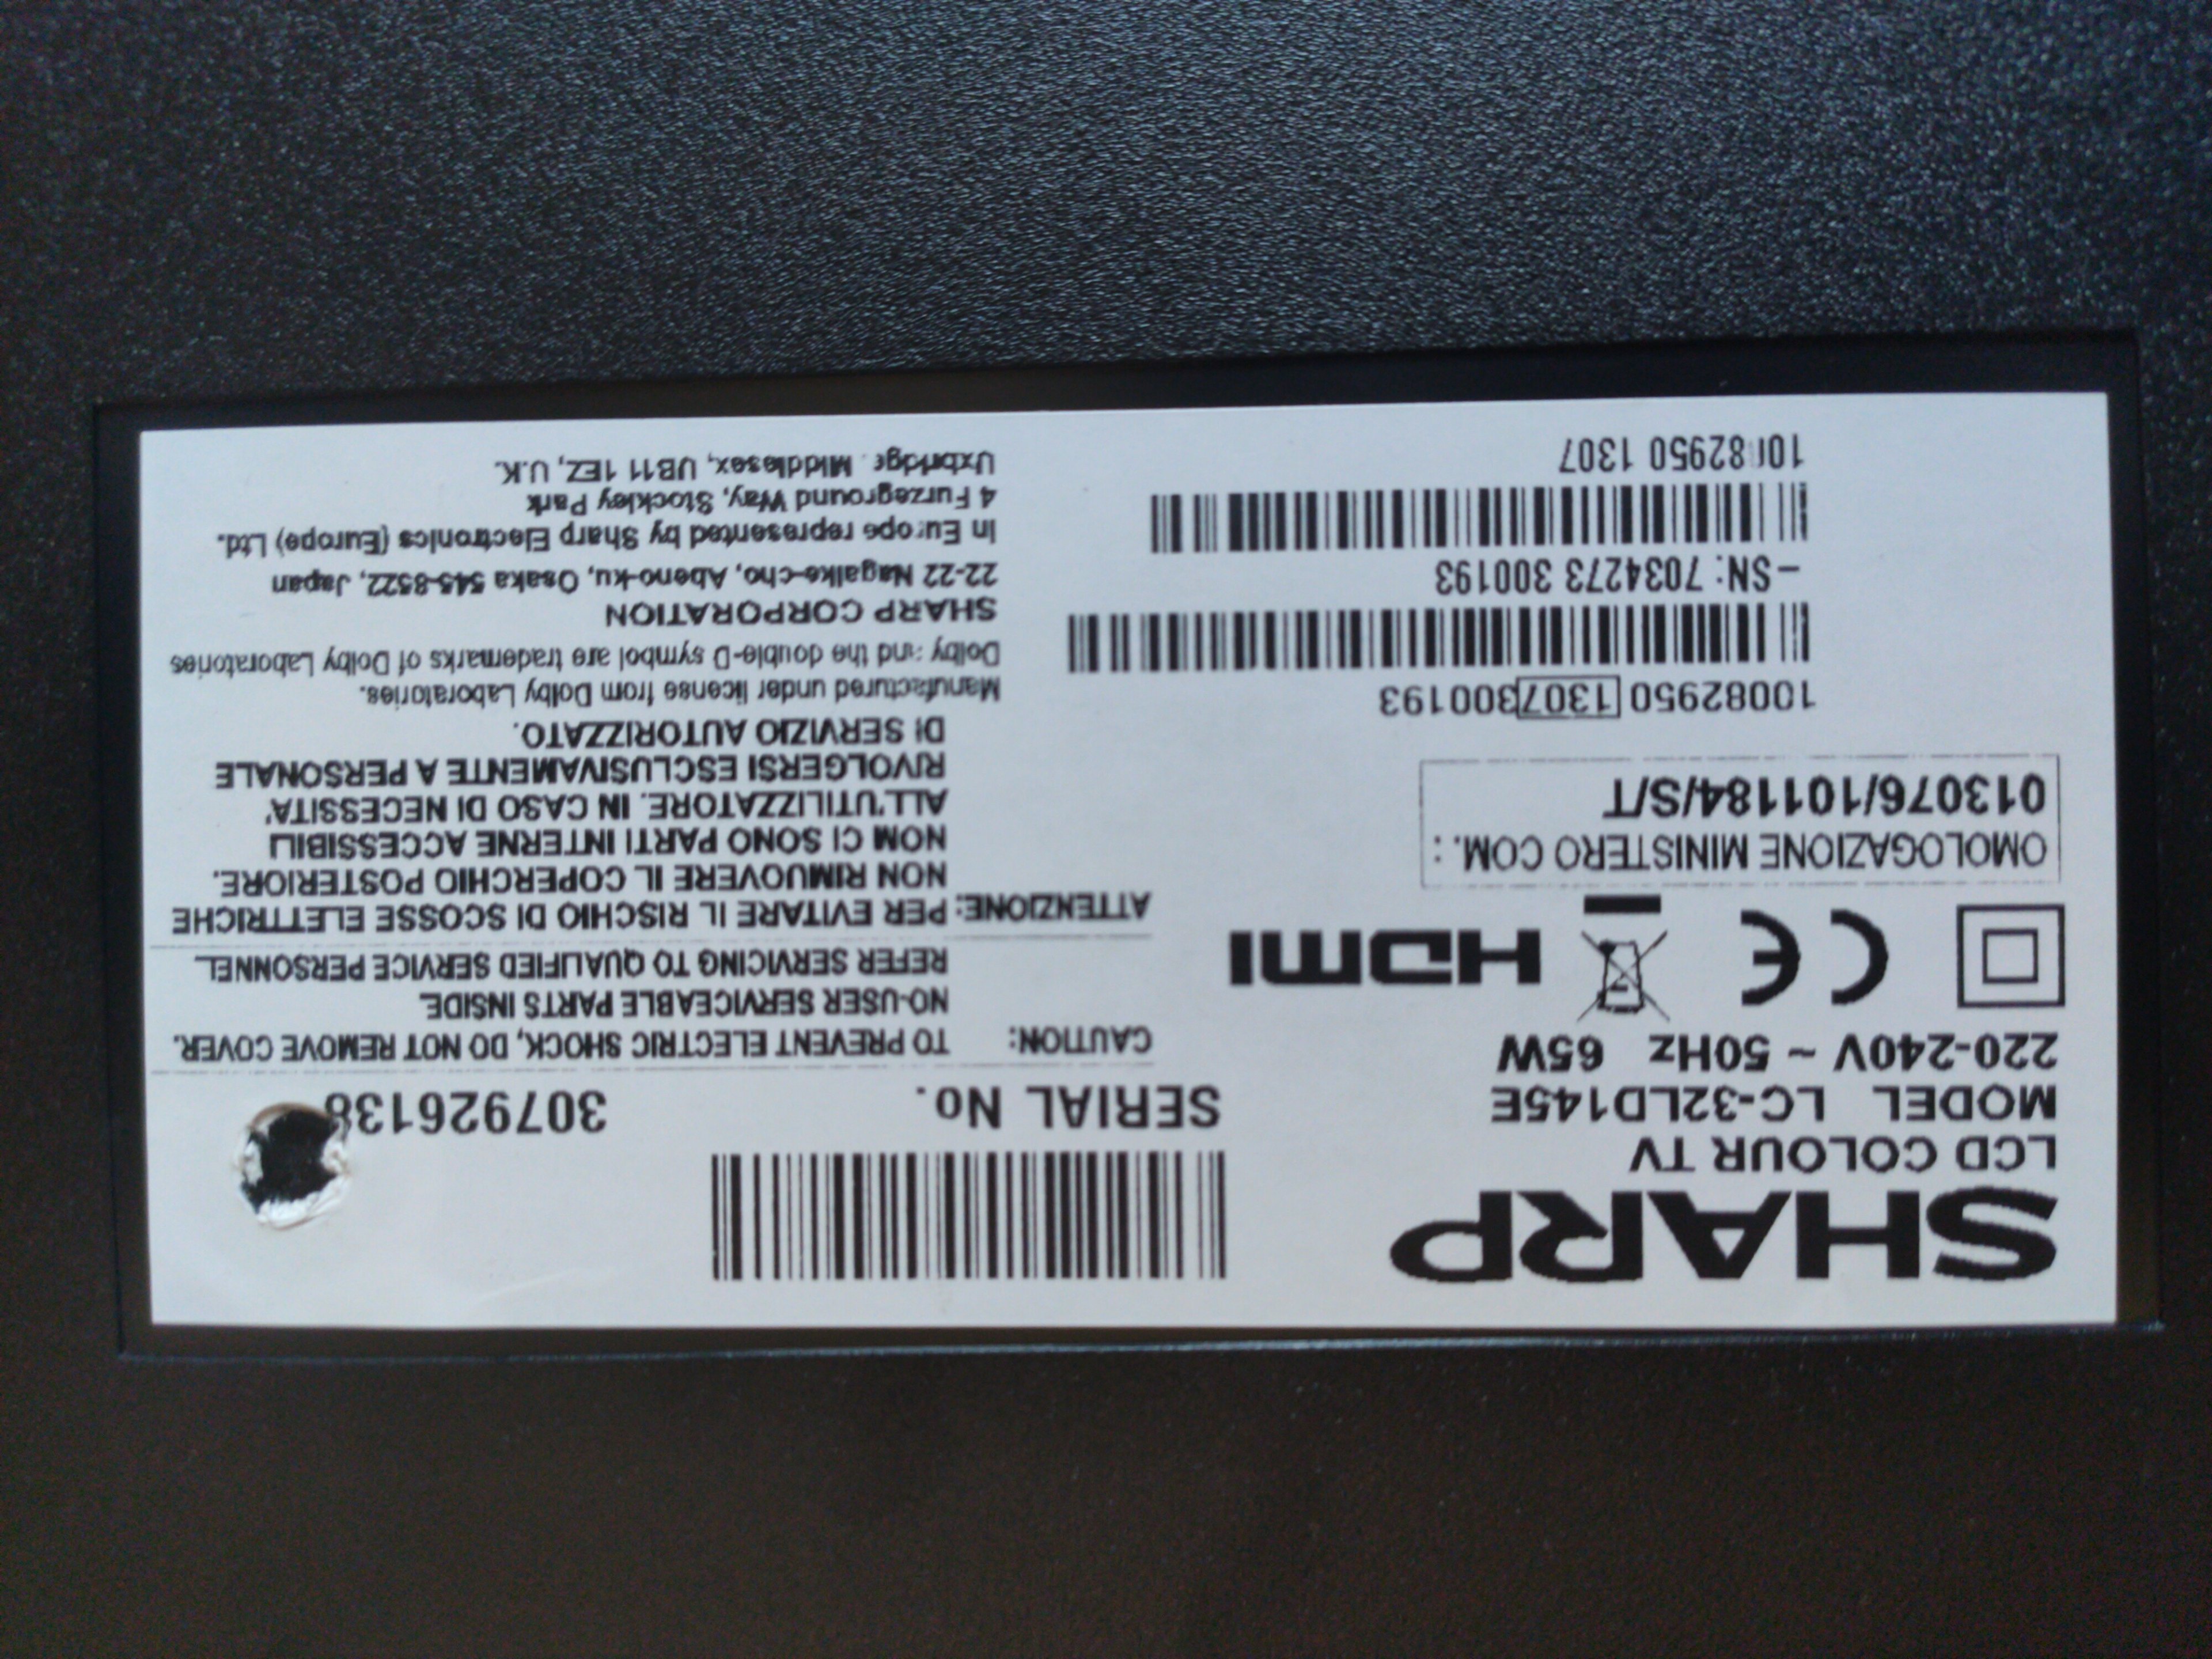 SHARP
LCD COLOUR TV
MODEL LC-32LD145E
220-240V ~ 50Hz 65W
CE
HDMI
OMOLOGAZIONE MINISTERO COM.:
013076/101184/S/T
10082950 1307300193
-SN: 7034273 300193
82950 1307
SERIAL No.
307926138
CAUTION: TO PREVENT ELECTRIC SHOCK, DO NOT REMOVE COVER.
NO-USER SERVICEABLE PARTS INSIDE.
REFER SERVICING TO QUALIFIED SERVICE PERSONNEL
ATTENZIONE: PER EVITARE IL RISCHIO DI SCOSSE ELETTRICHE
NON RIMUOVERE IL COPERCHIO POSTERIORE.
NOM CI SONO PARTI INTERNE ACCESSIBILI
ALL'UTILIZZATORE. IN CASO DI NECESSITA'
RIVOLGERSI ESCLUSIVAMENTE A PERSONALE
DI SERVIZIO AUTORIZZATO.
Manufactured under license from Dolby Laboratories.
Dolby and the double-D symbol are trademarks of Dolby Laboratories
SHARP CORPORATION
22-22 Nagaike-cho, Abeno-ku, Osaka 545-8522, Japan
In Europe represented by Sharp Electronics (Europe) Ltd.
4 Furzeground Way, Stockley Park
Uxbridge Middlesex, UB11 1EZ, U.K.